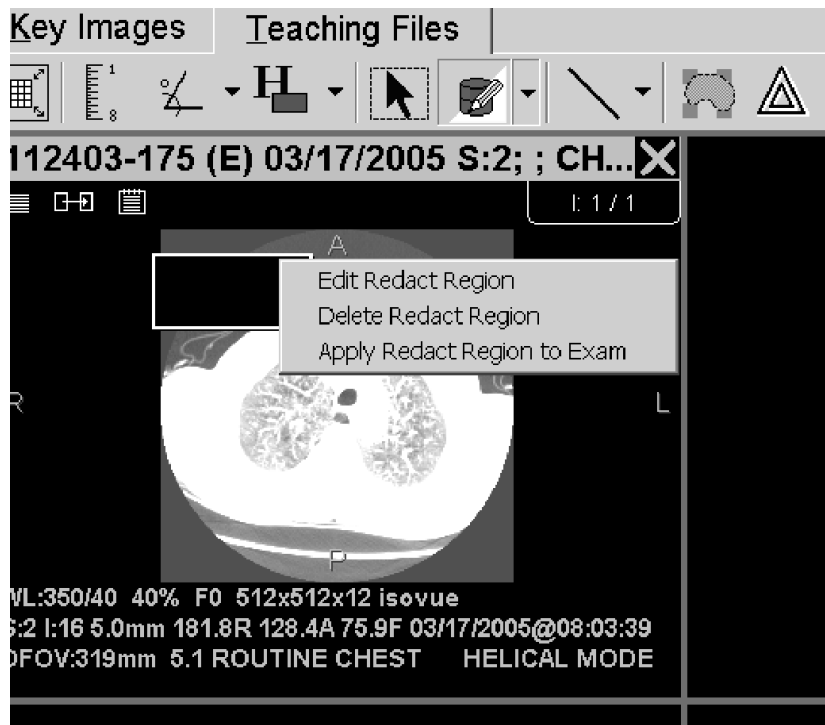 Key Images
Teaching Files
1
8
H
112403-175 (E) 03/17/2005 S:2; ; CH...
I: 1 / 1
A
Edit Redact Region
Delete Redact Region
Apply Redact Region to Exam
R
L
P
WL:350/40 40% F0 512x512x12 isovue
S:2 I:16 5.0mm 181.8R 128.4A 75.9F 03/17/2005@08:03:39
DFOV:319mm 5.1 ROUTINE CHEST HELICAL MODE